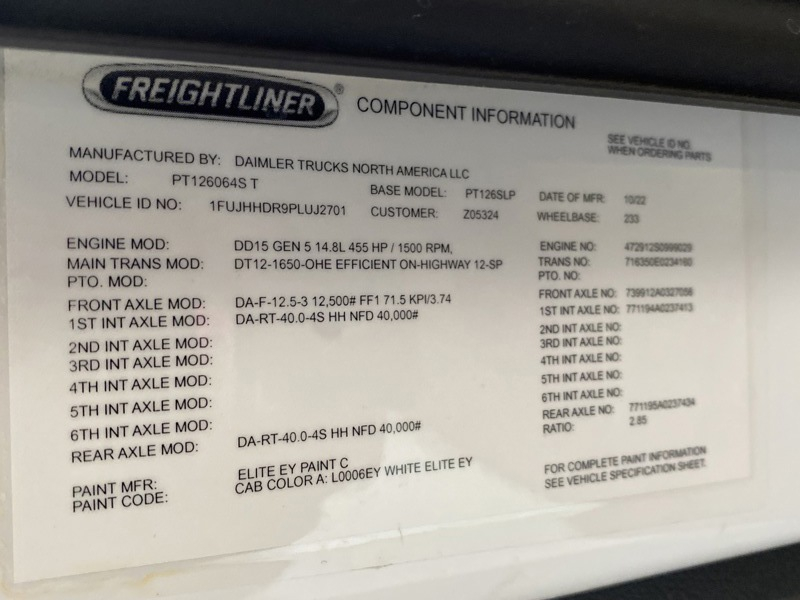 FREIGHTLINER® COMPONENT INFORMATION
SEE VEHICLE ID NO.
WHEN ORDERING PARTS
MANUFACTURED BY: DAIMLER TRUCKS NORTH AMERICA LLC
MODEL: PT126064S T BASE MODEL: PT126SLP DATE OF MFR: 10/22
VEHICLE ID NO: 1FUJHHDR9PLUJ2701 CUSTOMER: Z05324 WHEELBASE: 233
ENGINE MOD: DD15 GEN 5 14.8L 455 HP / 1500 RPM, ENGINE NO: 472912S0999029
MAIN TRANS MOD: DT12-1650-OHE EFFICIENT ON-HIGHWAY 12-SP TRANS NO: 716350E0234160
PTO. MOD: PTO. NO:
FRONT AXLE MOD: DA-F-12.5-3 12,500# FF1 71.5 KPI/3.74 FRONT AXLE NO: 739912A0327056
1ST INT AXLE MOD: DA-RT-40.0-4S HH NFD 40,000# 1ST INT AXLE NO: 771194A0237413
2ND INT AXLE MOD: 2ND INT AXLE NO:
3RD INT AXLE MOD: 3RD INT AXLE NO:
4TH INT AXLE MOD: 4TH INT AXLE NO:
5TH INT AXLE MOD: 5TH INT AXLE NO:
6TH INT AXLE MOD: 6TH INT AXLE NO:
REAR AXLE MOD: DA-RT-40.0-4S HH NFD 40,000# REAR AXLE NO: 771195A0237434
RATIO: 2.85
PAINT MFR: ELITE EY PAINT C
PAINT CODE: CAB COLOR A: L0006EY WHITE ELITE EY
FOR COMPLETE PAINT INFORMATION
SEE VEHICLE SPECIFICATION SHEET.